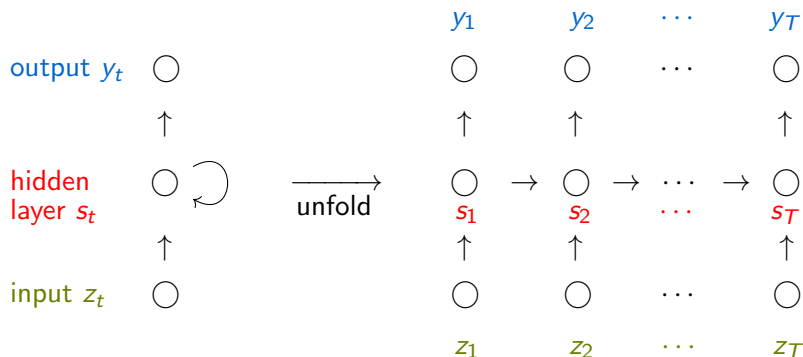 y₁ y₂ ··· y_T
output y_t ···
hidden
layer s_t
unfold
→ → ··· →
s₁ s₂ ··· s_T
input z_t ···
z₁ z₂ ··· z_T